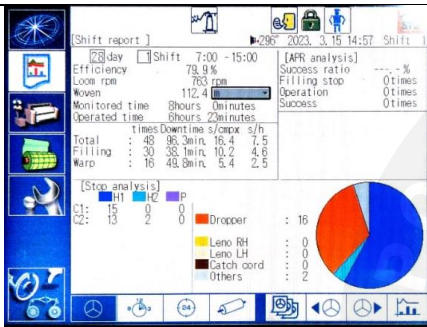 [Shift report ]
296° 2023. 3.15 14:57 Shift 1
28 day 1 Shift 7:00 -15:00
Efficiency 79.9%
Loom rpm 763 rpm
Woven 112.4 m
Monitored time 8hours 0minutes
Operated time 6hours 23minutes
[APR analysis]
Success ratio ---.-%
Filling stop 0times
Operation 0times
Success 0times
times Downtime s/cmpx s/h
Total : 48 96.3min. 16.4 7.5
Filling : 30 38.1min. 10.2 4.6
Warp : 16 49.8min. 5.4 2.5
[Stop analysis]
H1 H2 P
C1: 15 0 0
C2: 13 2 0
Dropper : 16
Leno RH : 0
Leno LH : 0
Catch cord : 0
Others : 2
24